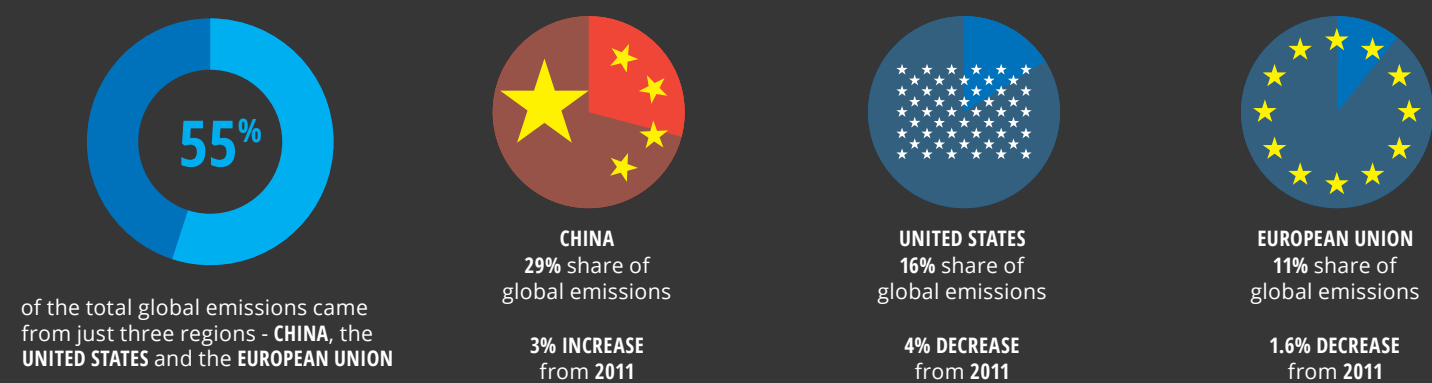 55%
of the total global emissions came
from just three regions - CHINA, the
UNITED STATES and the EUROPEAN UNION
CHINA
29% share of
global emissions
3% INCREASE
from 2011
UNITED STATES
16% share of
global emissions
4% DECREASE
from 2011
EUROPEAN UNION
11% share of
global emissions
1.6% DECREASE
from 2011